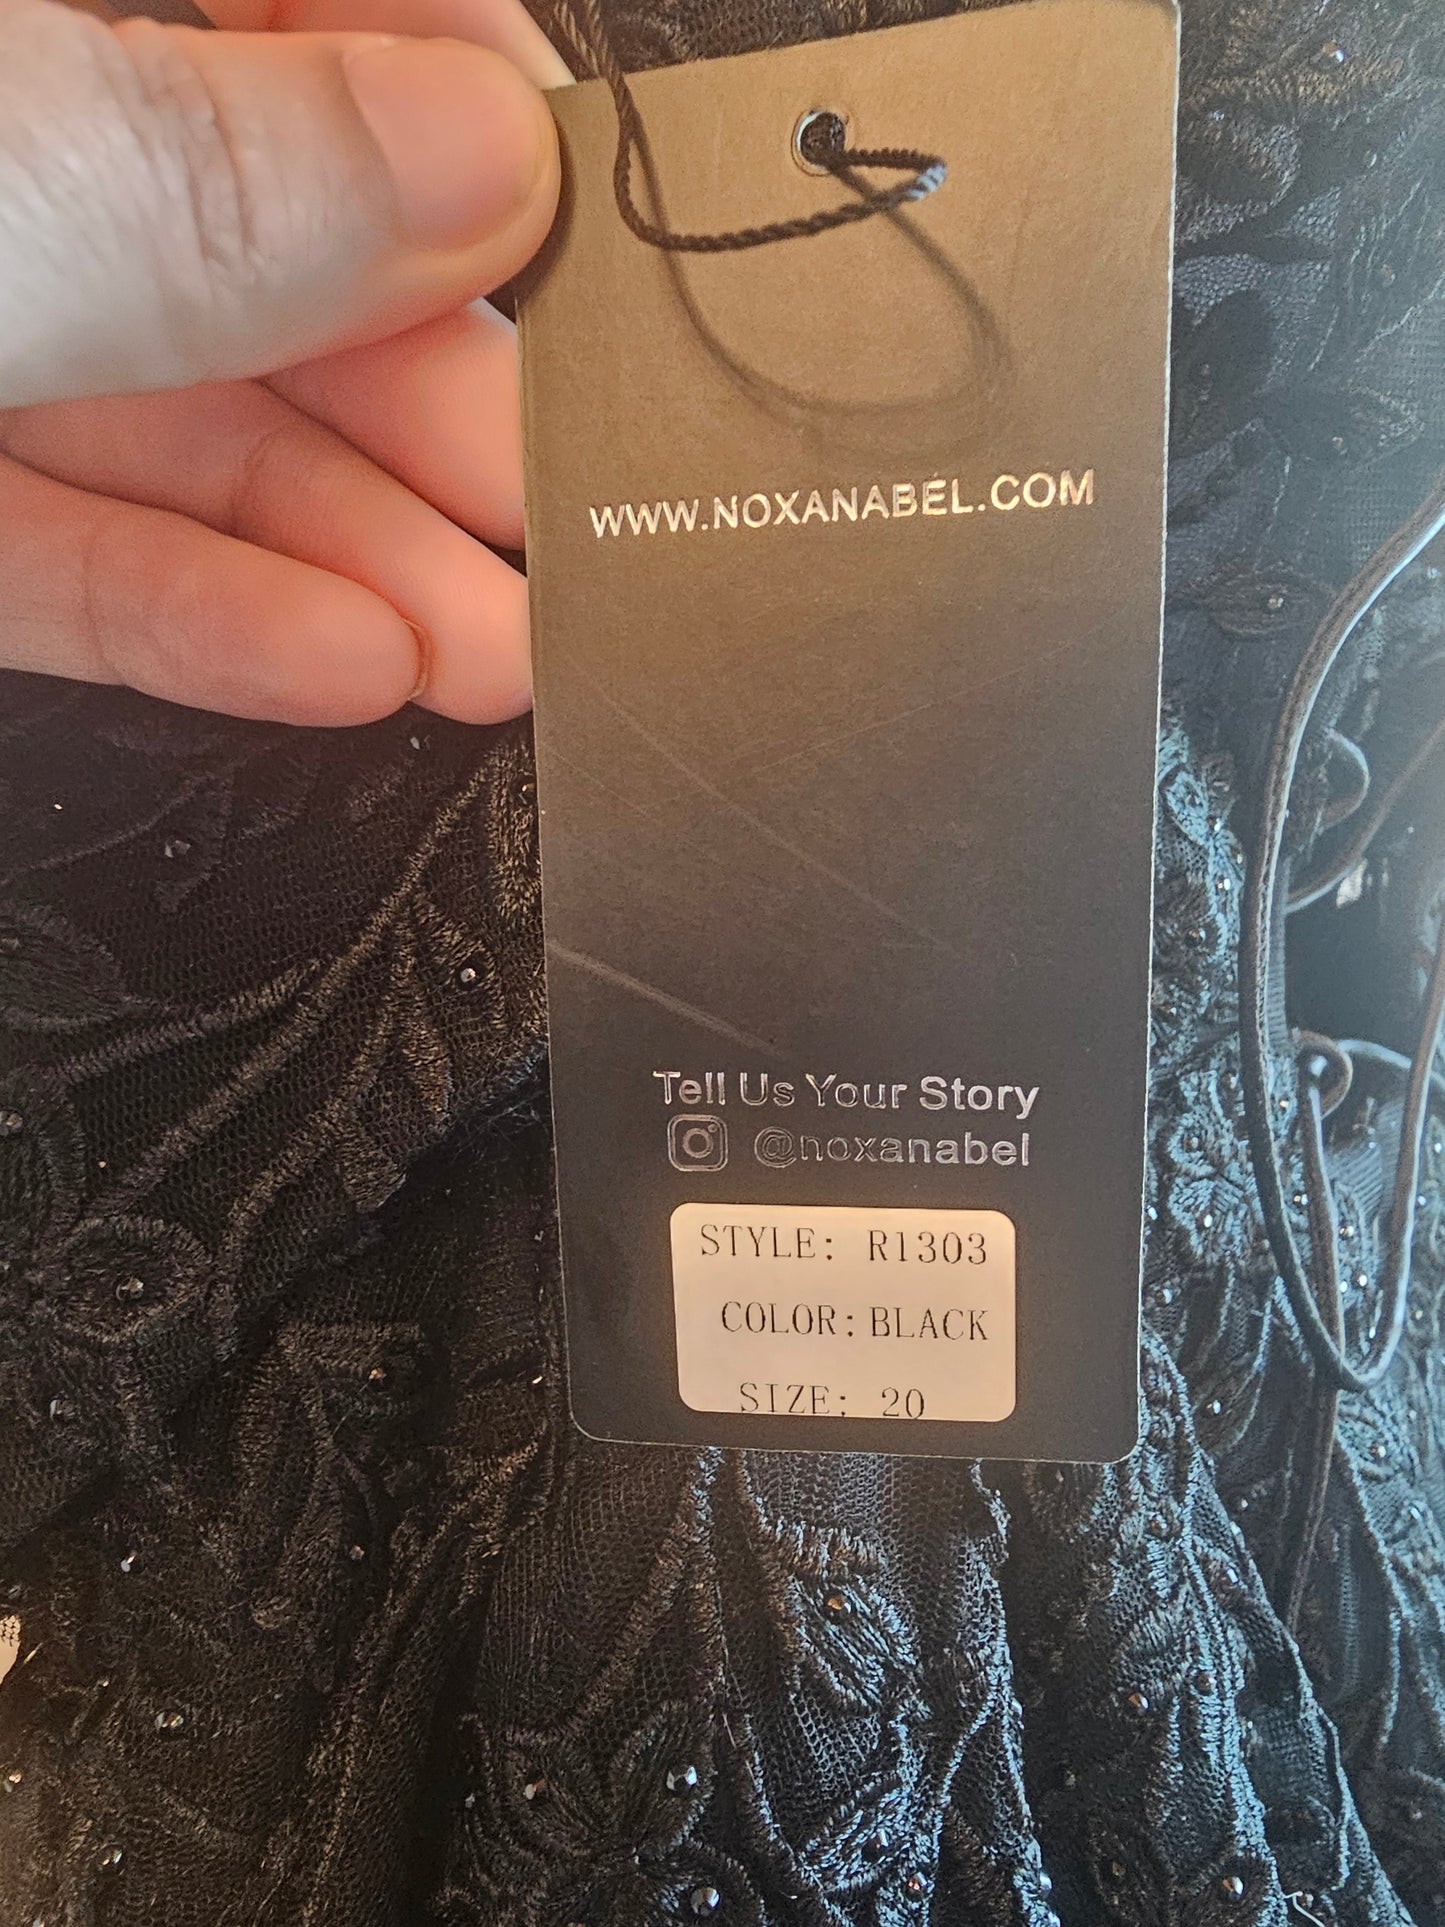 WWW.NOXANABEL.COM
Tell Us Your Story
@noxanabel
STYLE: R1303
COLOR: BLACK
SIZE: 20